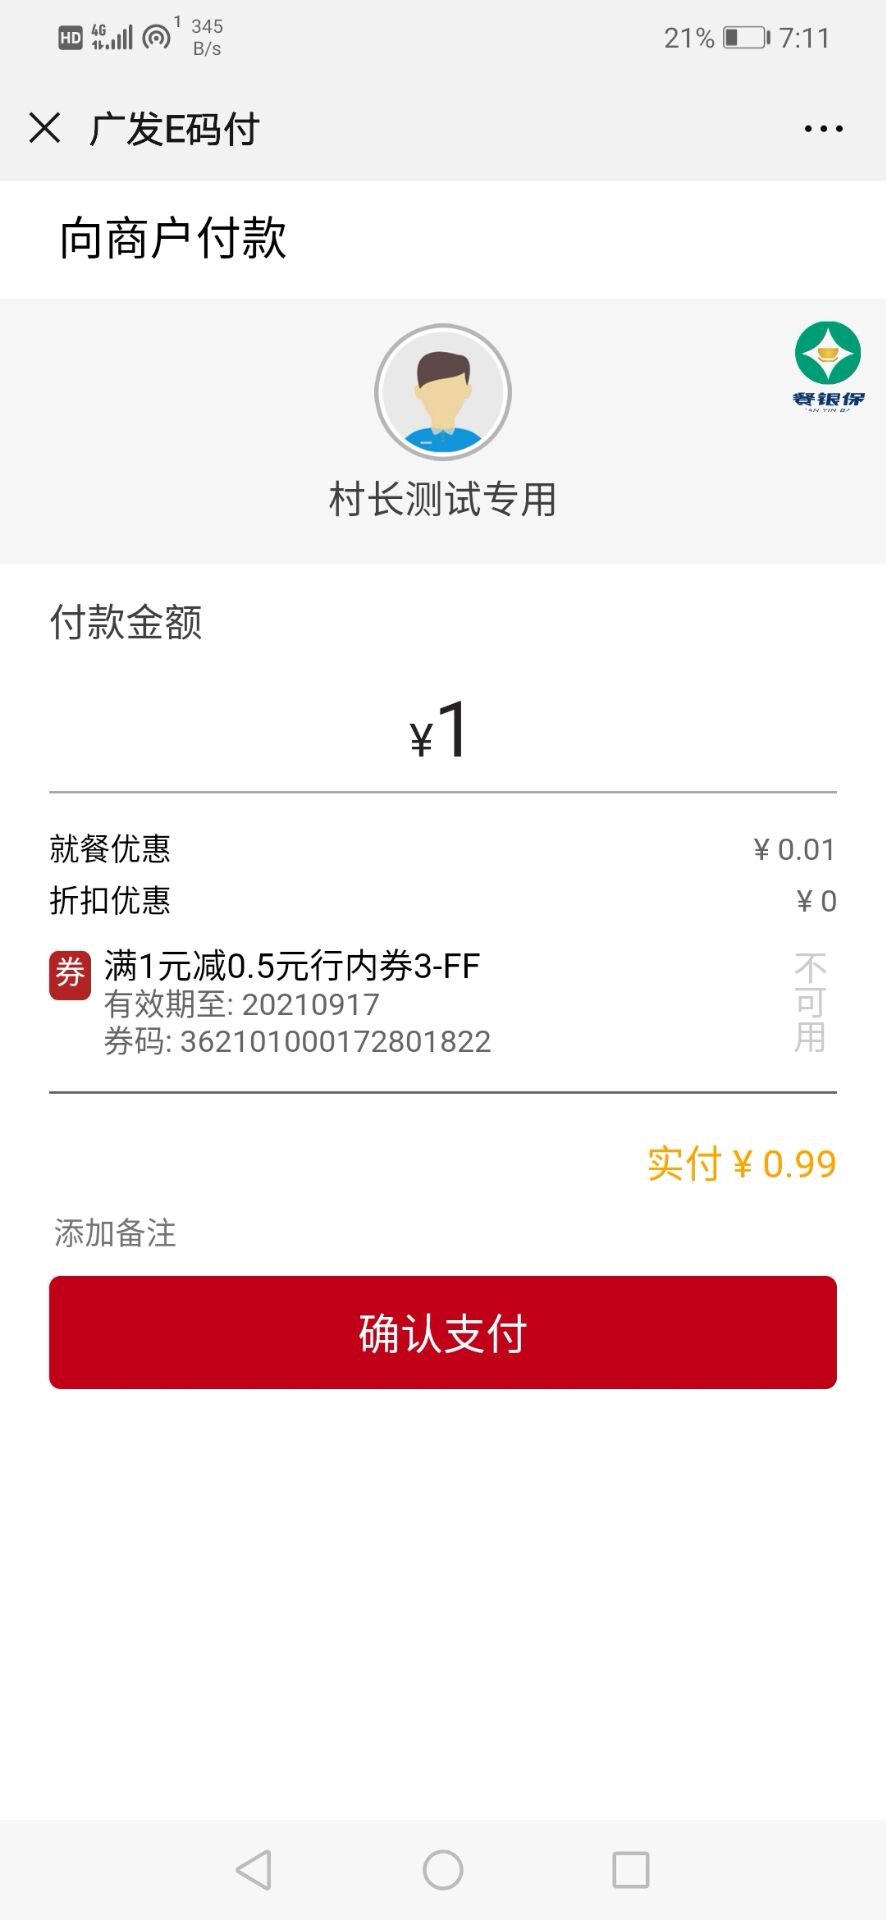 HD 4G 1 345 B/s 21% 7:11
广发E码付
向商户付款
餐银保
村长测试专用
付款金额
¥1
就餐优惠 ¥ 0.01
折扣优惠 ¥ 0
券 满1元减0.5元行内券3-FF
有效期至: 20210917
券码: 362101000172801822
不可用
实付 ¥ 0.99
添加备注
确认支付